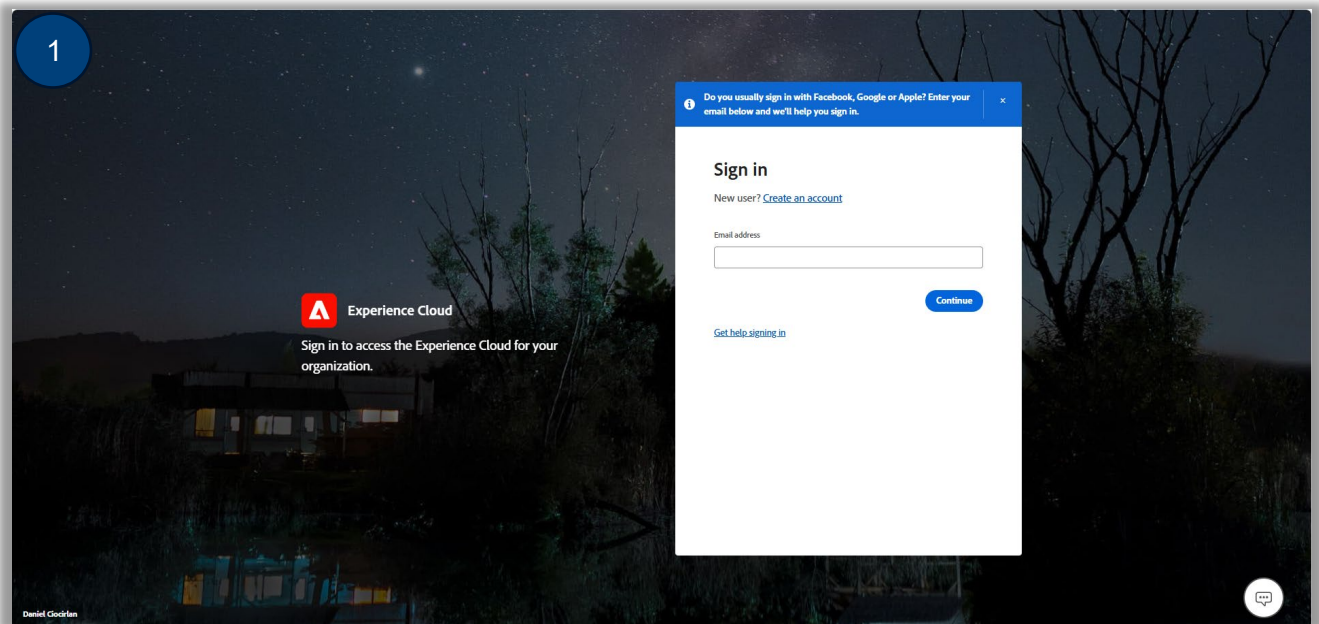 1
Do you usually sign in with Facebook, Google or Apple? Enter your
email below and we'll help you sign in.
×
Sign in
New user? Create an account
Email address
Continue
Get help signing in
Experience Cloud
Sign in to access the Experience Cloud for your
organization.
Daniel Ciocirlan